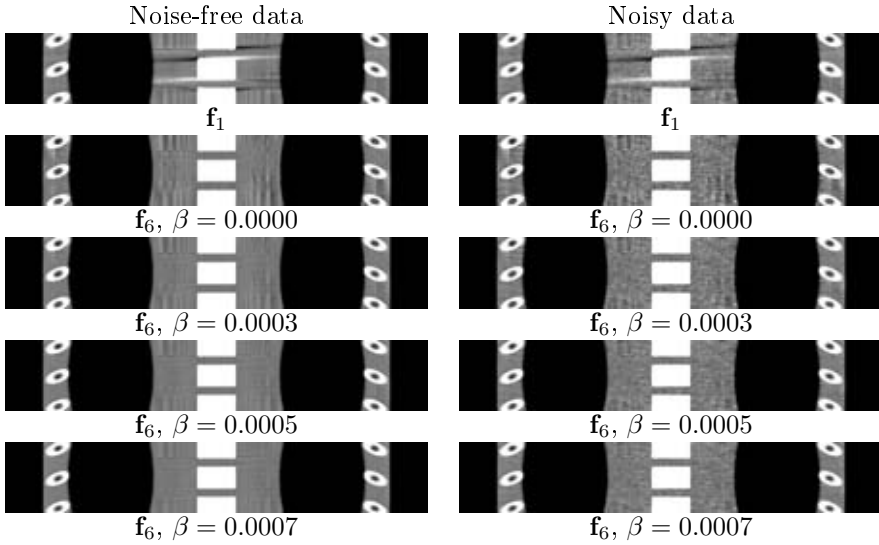 Noise-free data
Noisy data
f₁
f₁
f₆, β = 0.0000
f₆, β = 0.0000
f₆, β = 0.0003
f₆, β = 0.0003
f₆, β = 0.0005
f₆, β = 0.0005
f₆, β = 0.0007
f₆, β = 0.0007